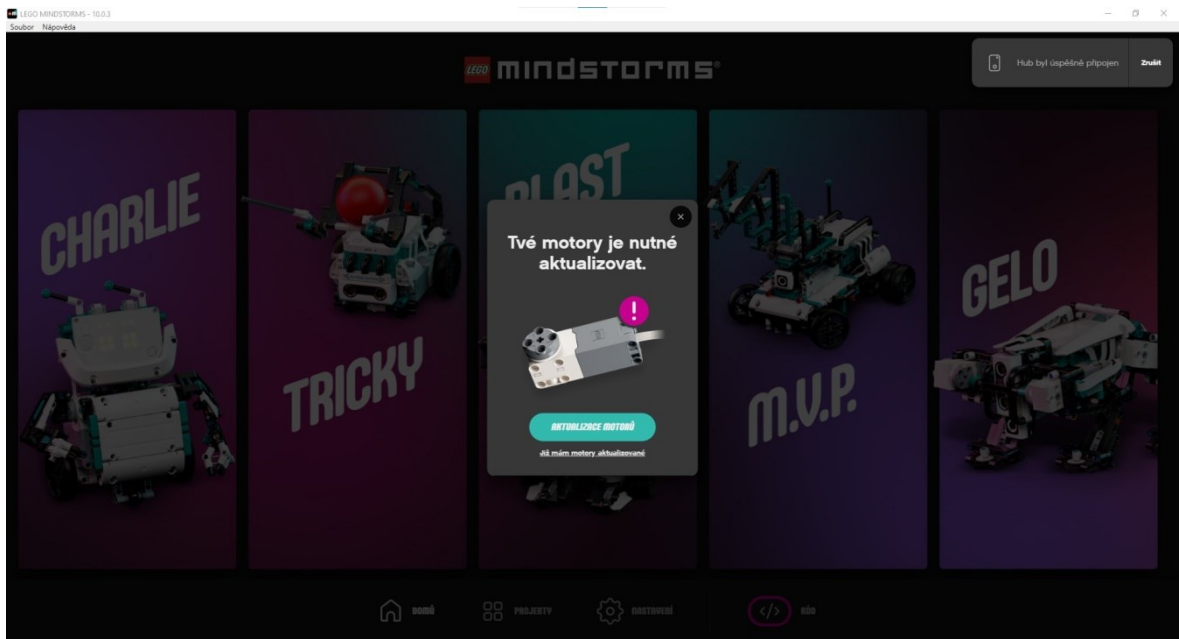 LEGO MINDSTORMS - 10.0.3
Soubor Nápověda
LEGO mindstorms®
Hub byl úspěšně připojen Zrušit
CHARLIE
TRICKY
BLAST
M.V.P.
GELO
Tvé motory je nutné
aktualizovat.
!
AKTUALIZACE MOTORŮ
Již mám motory aktualizované
DOMŮ PROJEKTY NASTAVENÍ </> KÓD